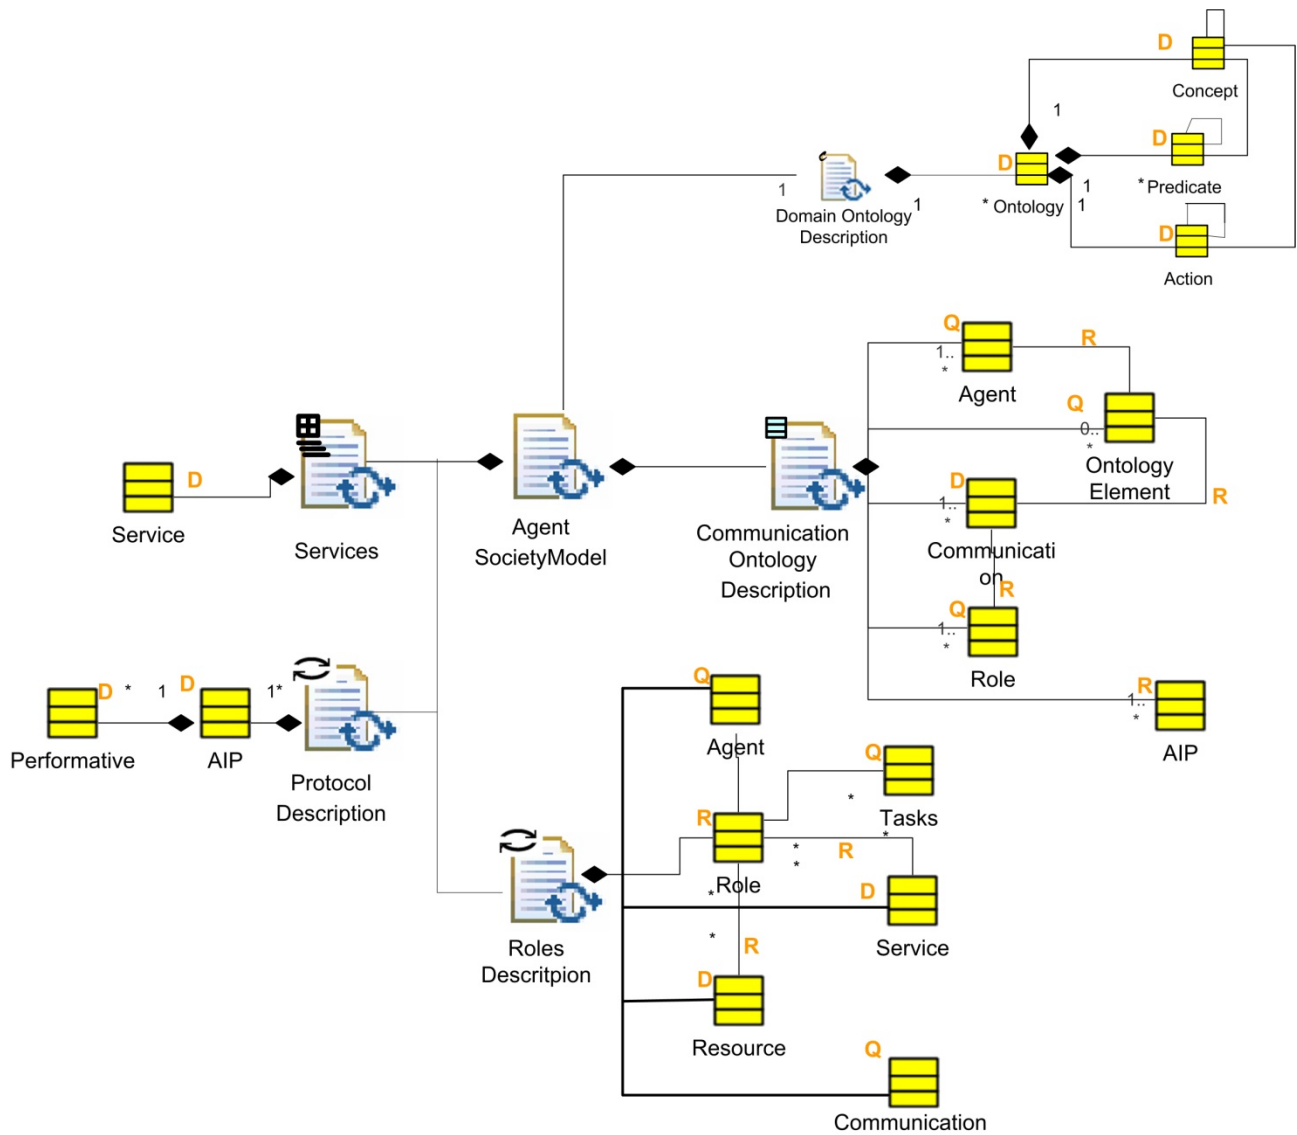 D
Concept
1
D
D
1
* Predicate
1
1
1
* Ontology
Domain Ontology
Description
D
Action
Q
1..
*
R
Agent
Q
0..
*
Ontology
Element
D
Service
Services
Agent
SocietyModel
Communication
Ontology
Description
D
1..
*
R
Communicati
on
R
Q
1..
*
Role
R
1..
*
AIP
D
*
1
D
1*
Performative
AIP
Protocol
Description
Q
Agent
Q
*
Tasks
R
*
*
*
R
Role
*
D
Service
*
R
Roles
Descritpion
D
Resource
Q
Communication